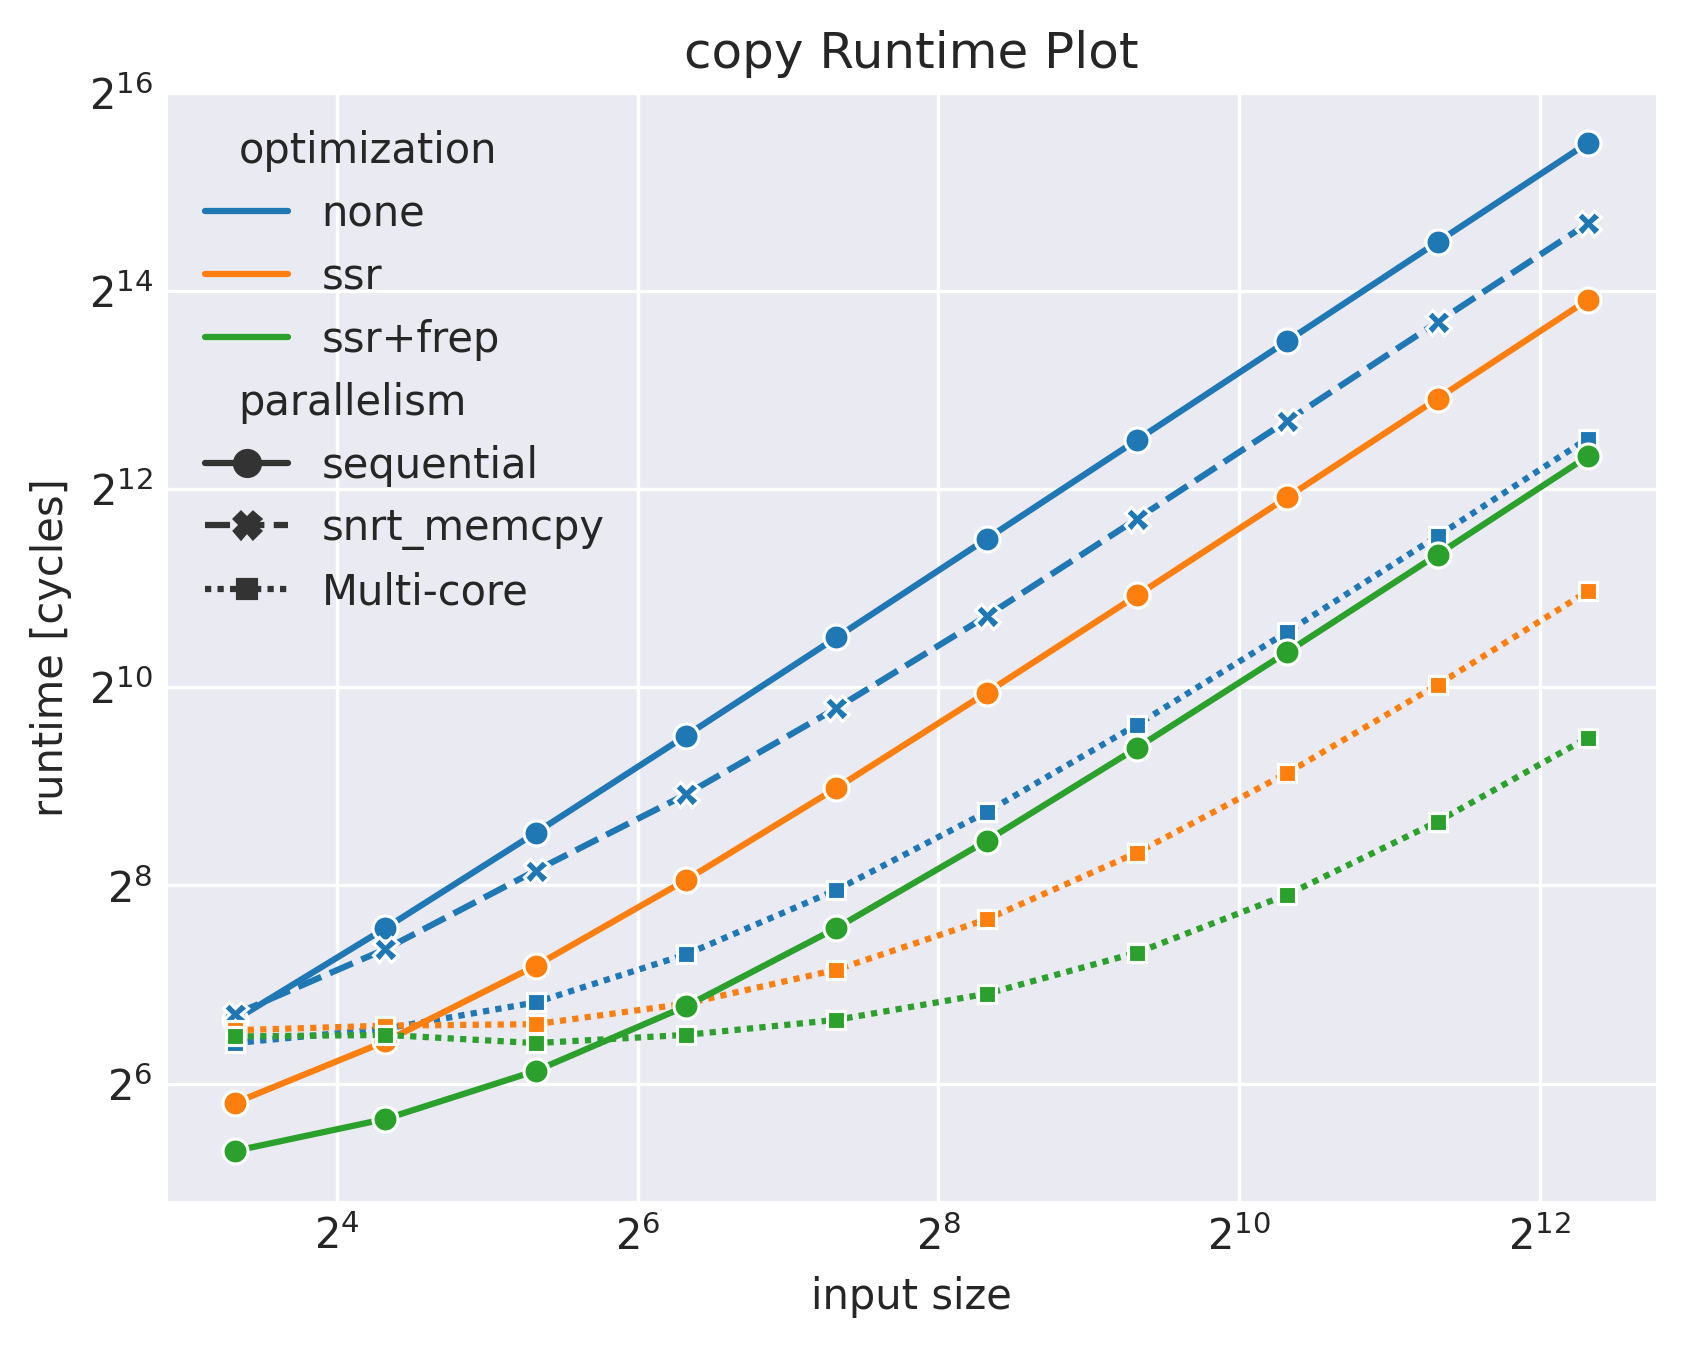 copy Runtime Plot
2^16
2^14
2^12
2^10
2^8
2^6
runtime [cycles]
optimization
none
ssr
ssr+frep
parallelism
sequential
snrt_memcpy
Multi-core
2^4 2^6 2^8 2^10 2^12
input size